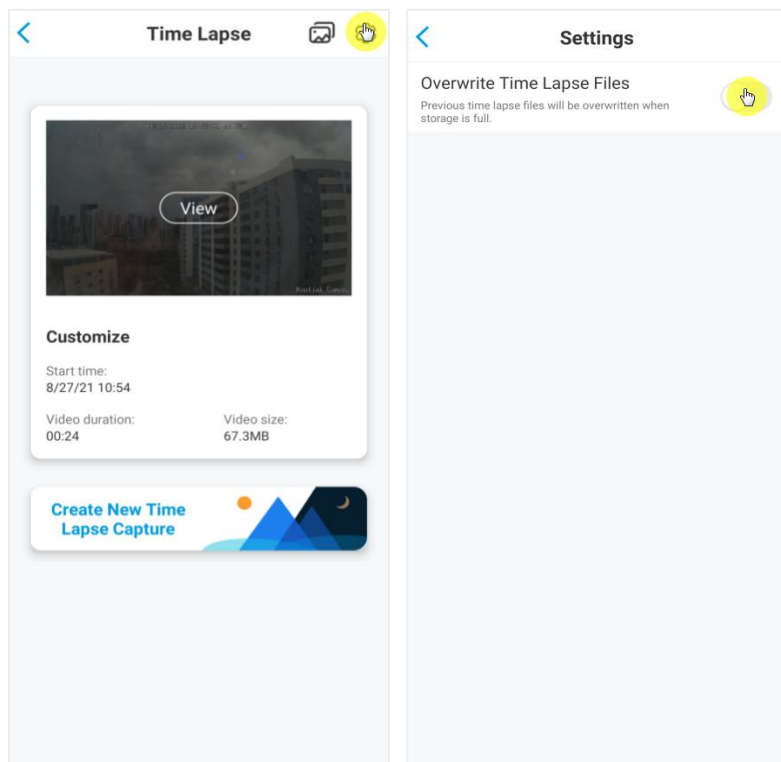 Time Lapse
View
Customize
Start time:
8/27/21 10:54
Video duration:
00:24
Video size:
67.3MB
Create New Time
Lapse Capture
Settings
Overwrite Time Lapse Files
Previous time lapse files will be overwritten when
storage is full.